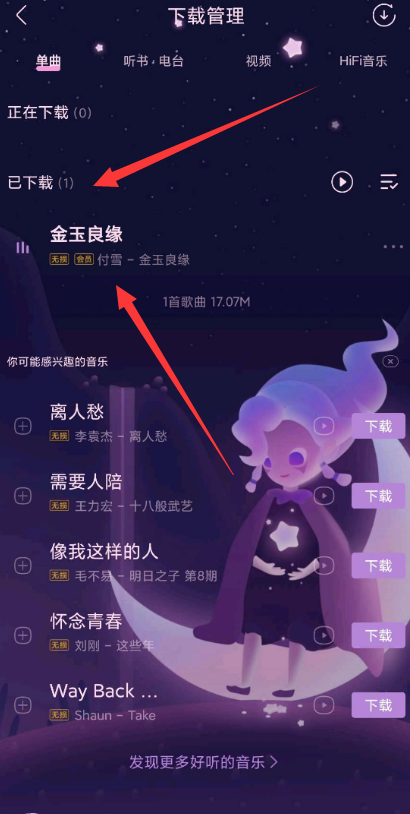 下载管理
单曲 听书·电台 视频 HiFi音乐
正在下载 (0)
已下载 (1)
金玉良缘
无损 会员 付雪 - 金玉良缘
1首歌曲 17.07M
你可能感兴趣的音乐
离人愁
无损 李袁杰 - 离人愁
下载
需要人陪
无损 王力宏 - 十八般武艺
下载
像我这样的人
无损 毛不易 - 明日之子 第8期
下载
怀念青春
无损 刘刚 - 这些年
下载
Way Back ...
无损 Shaun - Take
下载
发现更多好听的音乐 >